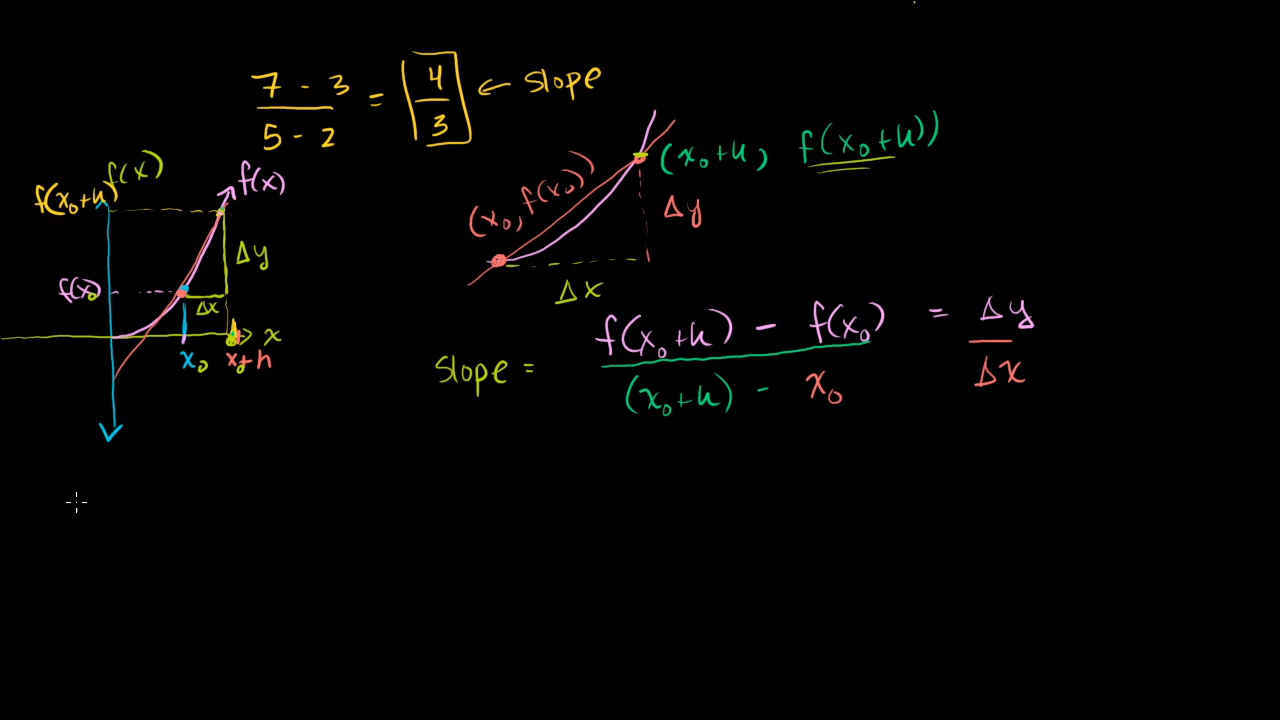 7 - 3
5 - 2
=
4
3
← slope
(x₀+h, f(x₀+h))
f(x)
f(x)
f(x₀+h)
(x₀, f(x₀))
Δy
Δy
f(x₀)
Δx
Δx
x
x₀
x₀+h
slope =
f(x₀+h) - f(x₀)
(x₀+h) - x₀
=
Δy
Δx